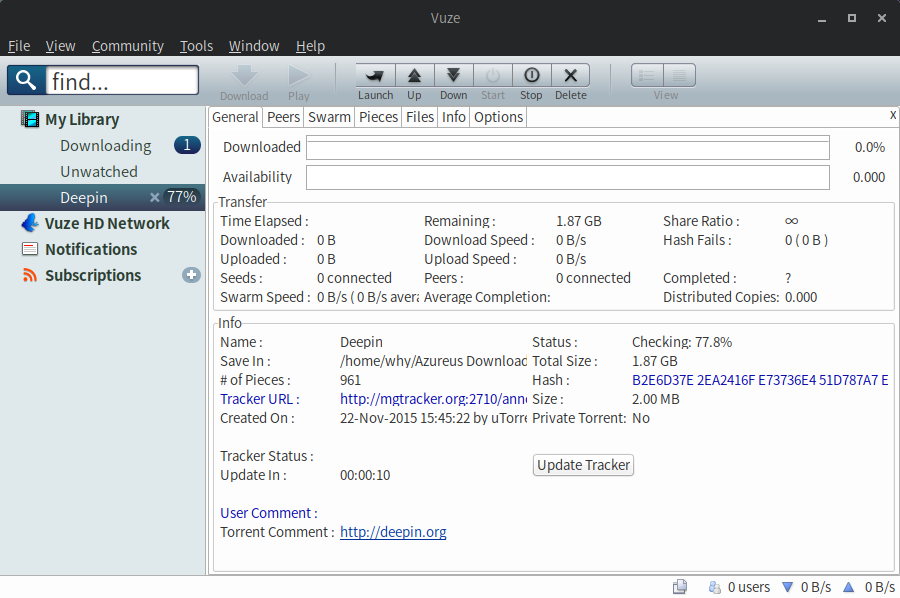 Vuze
File View Community Tools Window Help
find...
Download Play Launch Up Down Start Stop Delete View
My Library
Downloading 1
Unwatched
Deepin 77%
Vuze HD Network
Notifications
Subscriptions
General Peers Swarm Pieces Files Info Options X
Downloaded 0.0%
Availability 0.000
Transfer
Time Elapsed : Remaining : 1.87 GB Share Ratio : ∞
Downloaded : 0 B Download Speed : 0 B/s Hash Fails : 0 ( 0 B )
Uploaded : 0 B Upload Speed : 0 B/s
Seeds : 0 connected Peers : 0 connected Completed : ?
Swarm Speed : 0 B/s ( 0 B/s avera Average Completion: Distributed Copies: 0.000
Info
Name : Deepin Status : Checking: 77.8%
Save In : /home/why/Azureus Download Total Size : 1.87 GB
# of Pieces : 961 Hash : B2E6D37E 2EA2416F E73736E4 51D787A7 E
Tracker URL : http://mgtracker.org:2710/ann Size : 2.00 MB
Created On : 22-Nov-2015 15:45:22 by uTorre Private Torrent: No
Tracker Status :
Update Tracker
Update In : 00:00:10
User Comment :
Torrent Comment : http://deepin.org
0 users 0 B/s 0 B/s